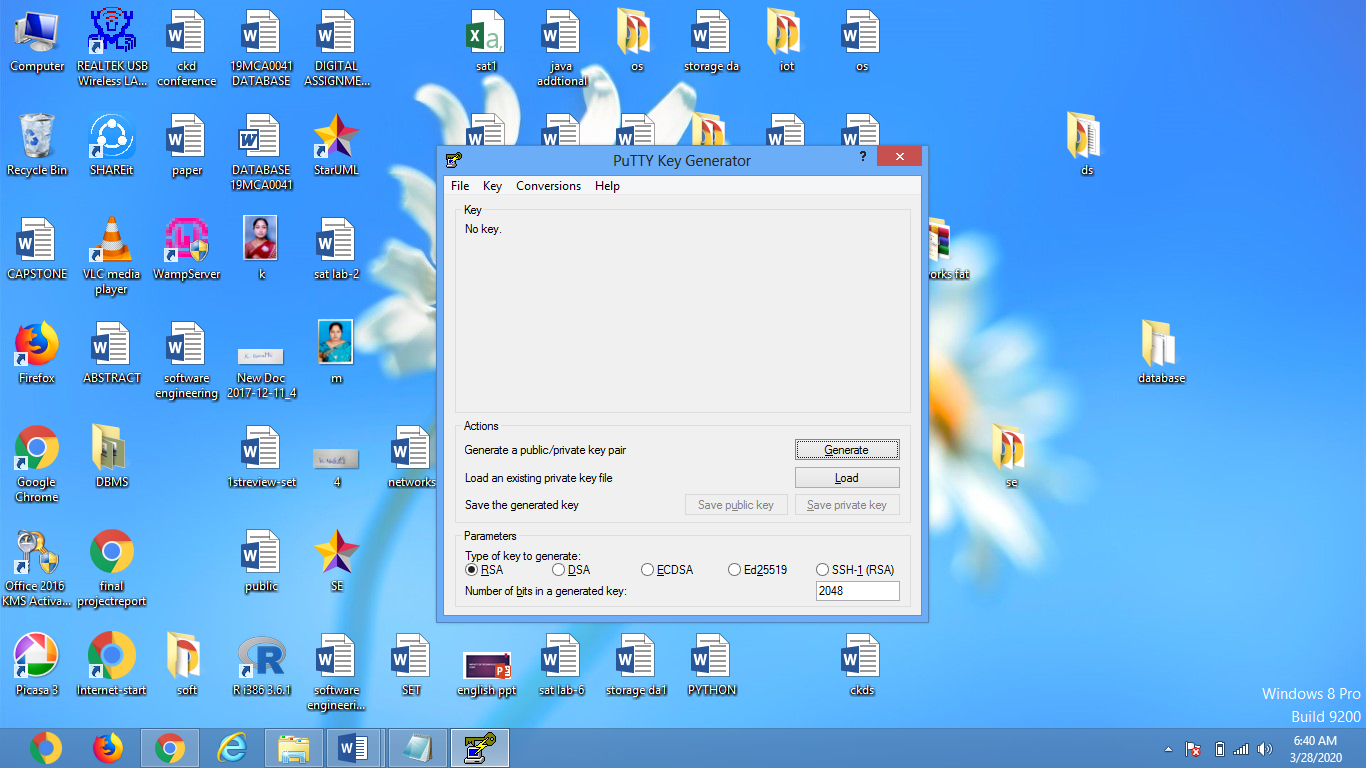 Computer
REALTEK USB
Wireless LA...
ckd
conference
19MCA0041
DATABASE
DIGITAL
ASSIGNME...
sat1
java
addtional
os
storage da
iot
os
Recycle Bin
SHAREit
paper
DATABASE
19MCA0041
StarUML
ds
CAPSTONE
VLC media
player
WampServer
k
sat lab-2
orks fat
Firefox
ABSTRACT
software
engineering
New Doc
2017-12-11_4
m
database
Google
Chrome
DBMS
1streview-set
4
networks
se
Office 2016
KMS Activa...
final
projectreport
public
SE
Picasa 3
Internet-start
soft
R i386 3.6.1
software
engineeri...
SET
english ppt
sat lab-6
storage da1
PYTHON
ckds
PuTTY Key Generator
?
File Key Conversions Help
Key
No key.
Actions
Generate a public/private key pair
Generate
Load an existing private key file
Load
Save the generated key
Save public key
Save private key
Parameters
Type of key to generate:
RSA DSA ECDSA Ed25519 SSH-1 (RSA)
Number of bits in a generated key:
2048
Windows 8 Pro
Build 9200
6:40 AM
3/28/2020